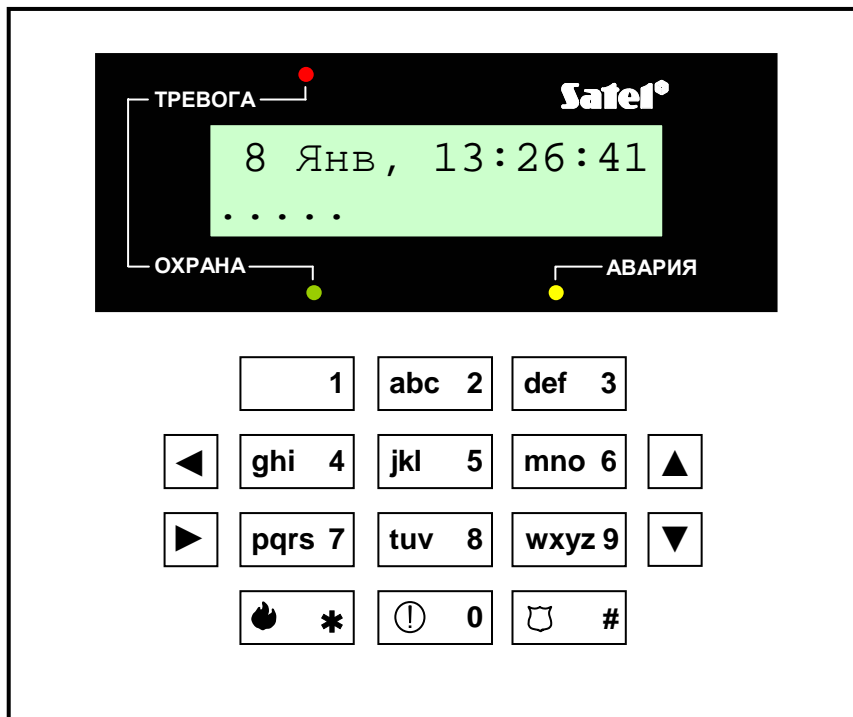 ТРЕВОГА
Satel®
8 Янв, 13:26:41
.....
ОХРАНА
АВАРИЯ
1
abc 2
def 3
◄
ghi 4
jkl 5
mno 6
▲
►
pqrs 7
tuv 8
wxyz 9
▼
✱
! 0
#